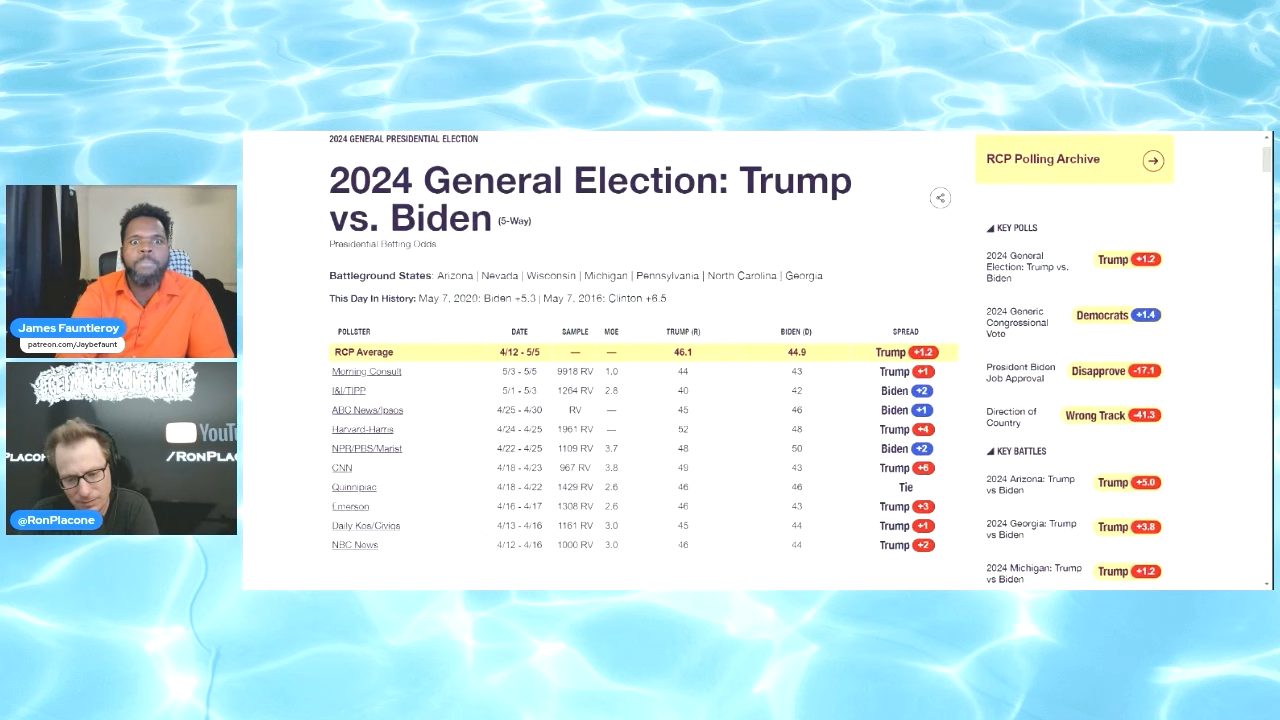 2024 GENERAL PRESIDENTIAL ELECTION
2024 General Election: Trump
vs. Biden (5-Way)
Presidential Betting Odds
Battleground States: Arizona | Nevada | Wisconsin | Michigan | Pennsylvania | North Carolina | Georgia
This Day In History: May 7, 2020: Biden +5.3 | May 7, 2016: Clinton +6.5
POLLSTER DATE SAMPLE MOE TRUMP (R) BIDEN (D) SPREAD
RCP Average 4/12 - 5/5 — — 46.1 44.9 Trump +1.2
Morning Consult 5/3 - 5/5 9918 RV 1.0 44 43 Trump +1
I&I/TIPP 5/1 - 5/3 1264 RV 2.8 40 42 Biden +2
ABC News/Ipsos 4/25 - 4/30 RV — 45 46 Biden +1
Harvard-Harris 4/24 - 4/25 1961 RV — 52 48 Trump +4
NPR/PBS/Marist 4/22 - 4/25 1109 RV 3.7 48 50 Biden +2
CNN 4/18 - 4/23 967 RV 3.8 49 43 Trump +6
Quinnipiac 4/18 - 4/22 1429 RV 2.6 46 46 Tie
Emerson 4/16 - 4/17 1308 RV 2.6 46 43 Trump +3
Daily Kos/Civiqs 4/13 - 4/16 1161 RV 3.0 45 44 Trump +1
NBC News 4/12 - 4/16 1000 RV 3.0 46 44 Trump +2
RCP Polling Archive
KEY POLLS
2024 General
Election: Trump vs.
Biden
Trump +1.2
2024 Generic
Congressional
Vote
Democrats +1.4
President Biden
Job Approval
Disapprove -17.1
Direction of
Country
Wrong Track -41.3
KEY BATTLES
2024 Arizona: Trump
vs Biden
Trump +5.0
2024 Georgia: Trump
vs Biden
Trump +3.8
2024 Michigan: Trump
vs Biden
Trump +1.2
James Fauntleroy
patreon.com/Jaybefaunt
YouTu
PLACON
/RONPLAC
@RonPlacone